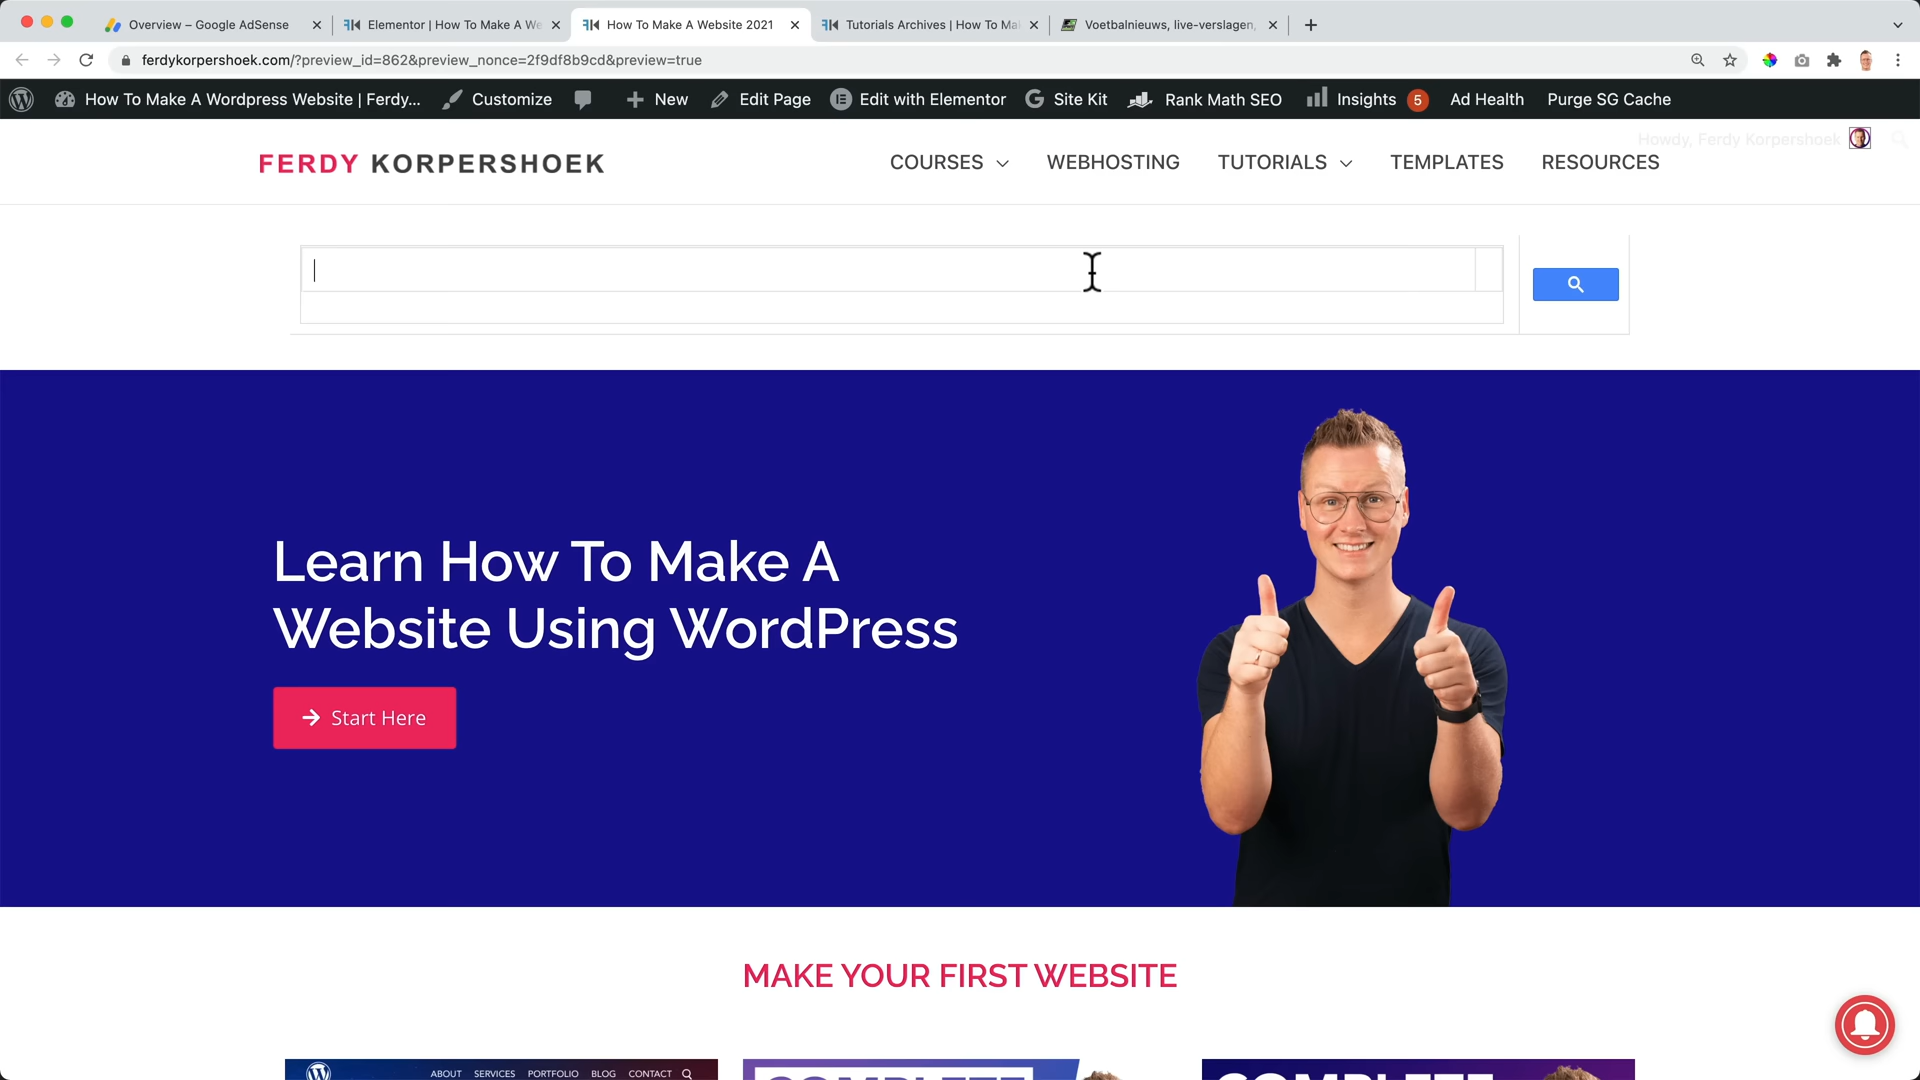 Overview – Google AdSense
Elementor | How To Make A We
How To Make A Website 2021
Tutorials Archives | How To Mal
Voetbalnieuws, live-verslagen,
ferdykorpershoek.com/?preview_id=862&preview_nonce=2f9df8b9cd&preview=true
How To Make A Wordpress Website | Ferdy...
Customize
New
Edit Page
Edit with Elementor
Site Kit
Rank Math SEO
Insights 5
Ad Health
Purge SG Cache
Howdy, Ferdy Korpershoek
FERDY KORPERSHOEK
COURSES
WEBHOSTING
TUTORIALS
TEMPLATES
RESOURCES
Learn How To Make A
Website Using WordPress
Start Here
MAKE YOUR FIRST WEBSITE
ABOUT SERVICES PORTFOLIO BLOG CONTACT
COMPLETE
COMPLETE